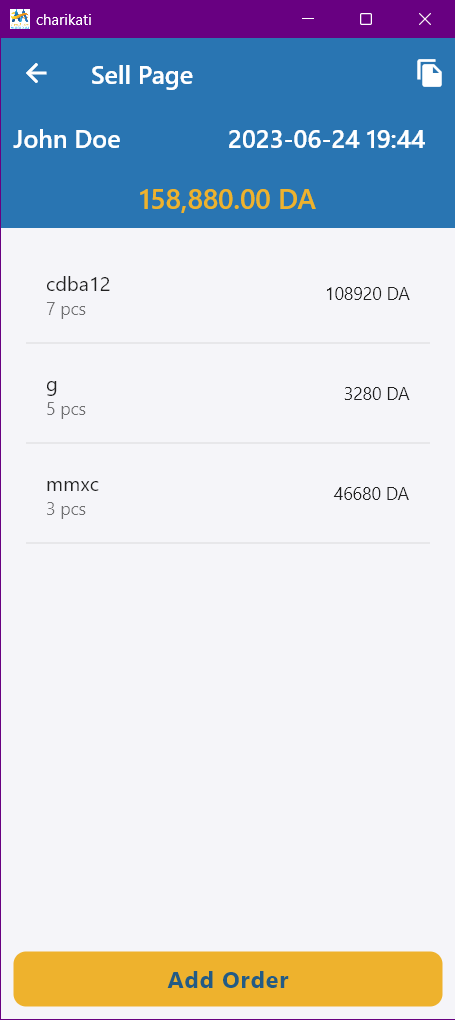 charikati
Sell Page
John Doe 2023-06-24 19:44
158,880.00 DA
cdba12
7 pcs
108920 DA
g
5 pcs
3280 DA
mmxc
3 pcs
46680 DA
Add Order